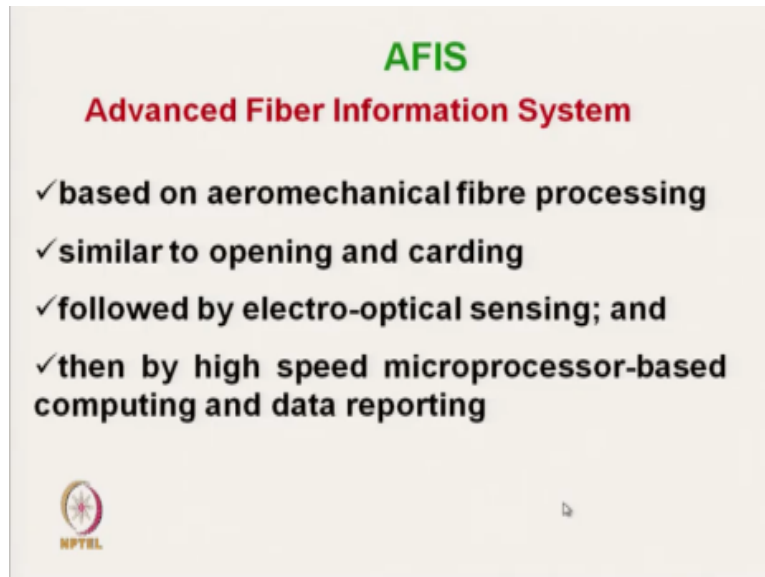 AFIS
Advanced Fiber Information System
✓based on aeromechanical fibre processing
✓similar to opening and carding
✓followed by electro-optical sensing; and
✓then by high speed microprocessor-based
computing and data reporting
NPTEL